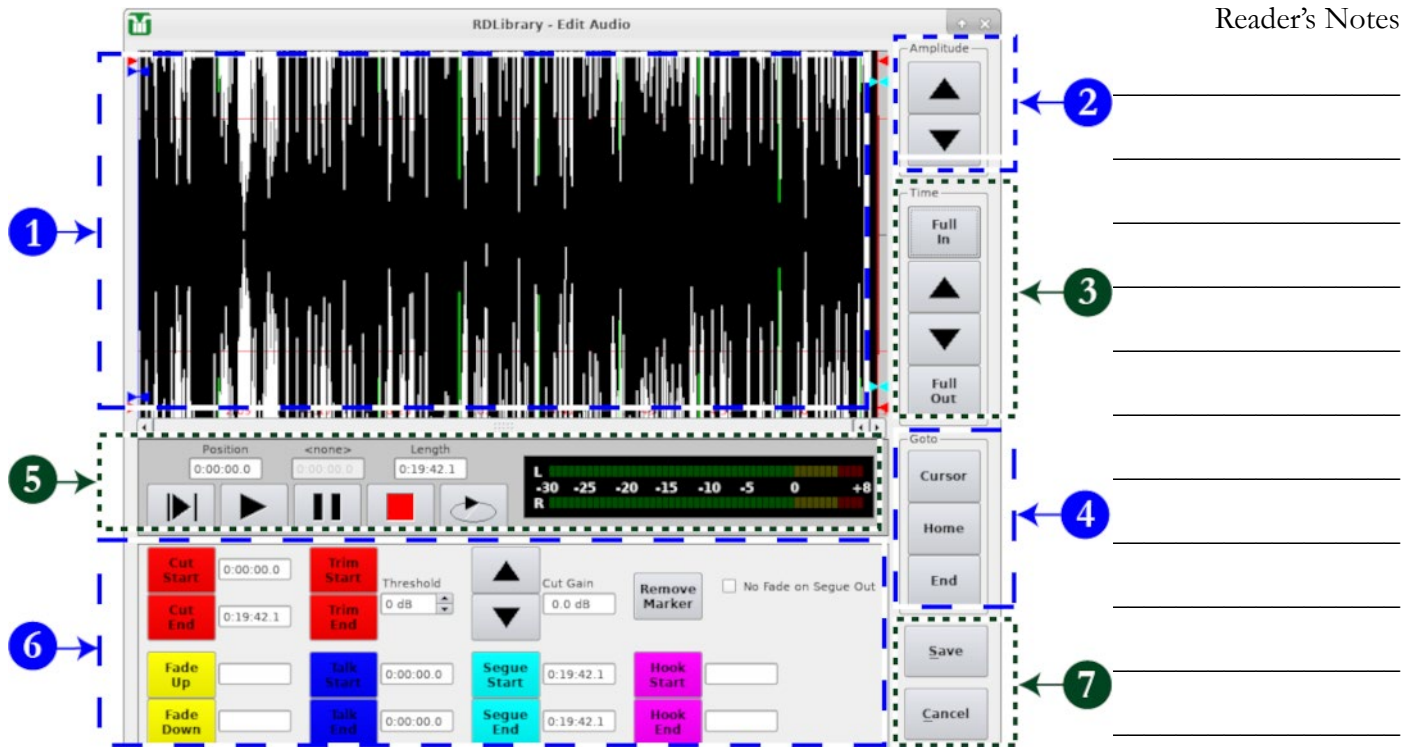 Reader's Notes
RDLibrary - Edit Audio
Amplitude
2
1
Time
Full
In
3
Full
Out
Goto
Cursor
Home
End
4
5
Position
<none>
Length
0:00:00.0
0:00:00.0
0:19:42.1
L
-30 -25 -20 -15 -10 -5 0 +8
R
6
Cut
Start
0:00:00.0
Trim
Start
Threshold
0 dB
Cut Gain
0.0 dB
Remove
Marker
No Fade on Segue Out
Cut
End
0:19:42.1
Trim
End
Fade
Up
Talk
Start
0:00:00.0
Segue
Start
0:19:42.1
Hook
Start
Fade
Down
Talk
End
0:00:00.0
Segue
End
0:19:42.1
Hook
End
Save
Cancel
7